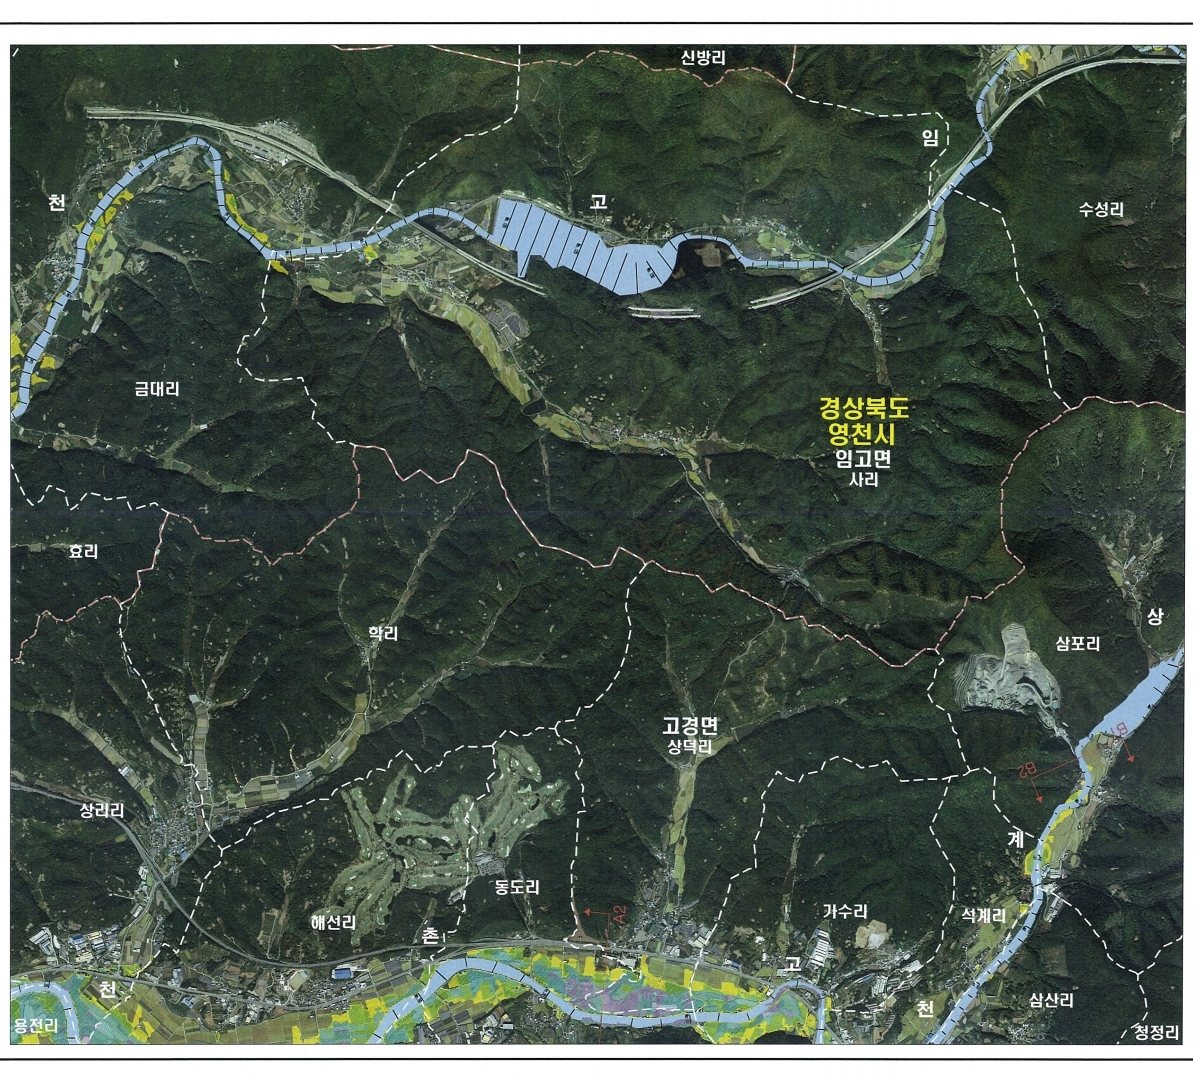 신방리
임
천
고
수성리
금대리
경상북도
영천시
임고면
사리
효리
상
학리
삼포리
고경면
상덕리
B1
B2
상리리
계
동도리
해선리
A2
가수리
석계리
촌
고
천
천
삼산리
용전리
청정리